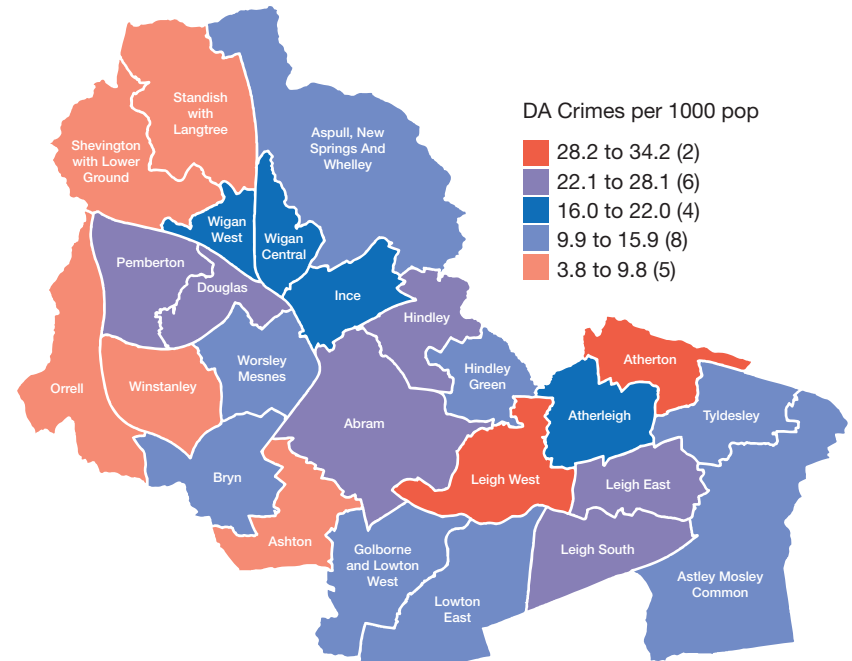 DA Crimes per 1000 pop
28.2 to 34.2 (2)
22.1 to 28.1 (6)
16.0 to 22.0 (4)
9.9 to 15.9 (8)
3.8 to 9.8 (5)
Standish
with
Langtree
Shevington
with Lower
Ground
Aspull, New
Springs And
Whelley
Wigan
West
Wigan
Central
Pemberton
Douglas
Ince
Hindley
Worsley
Mesnes
Hindley
Green
Atherton
Orrell
Winstanley
Abram
Atherleigh
Tyldesley
Bryn
Leigh West
Leigh East
Ashton
Golborne
and Lowton
West
Leigh South
Lowton
East
Astley Mosley
Common